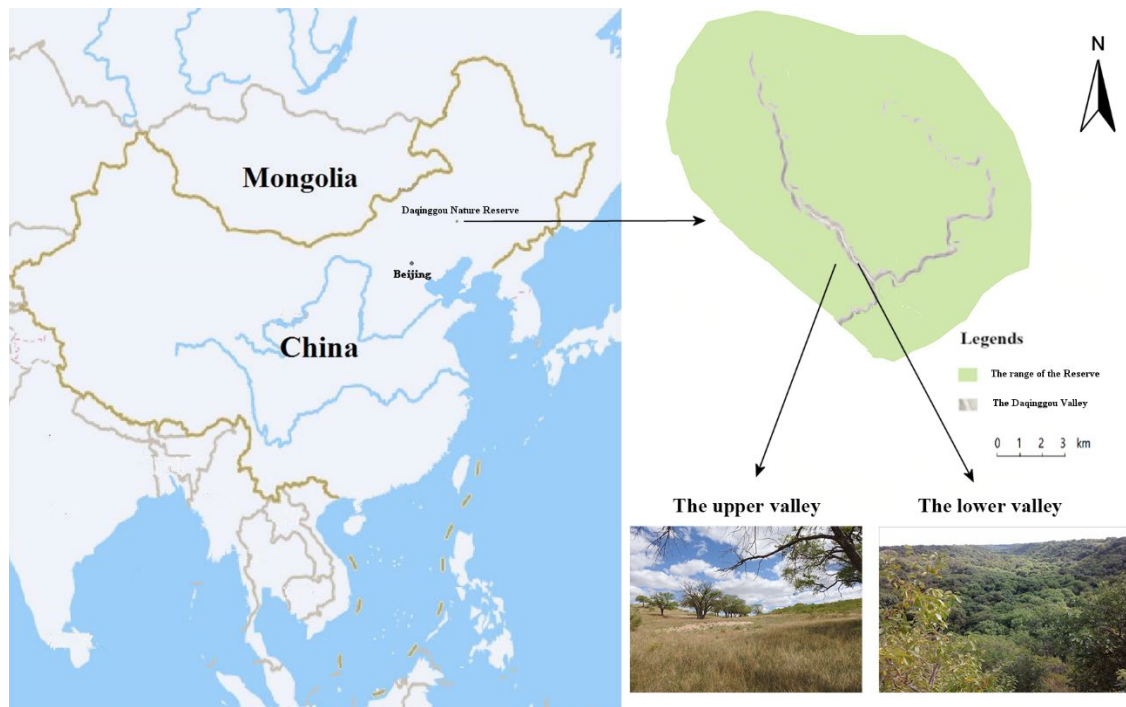 Mongolia
Daqinggou Nature Reserve
Beijing
China
N
Legends
The range of the Reserve
The Daqinggou Valley
0 1 2 3 km
The upper valley
The lower valley